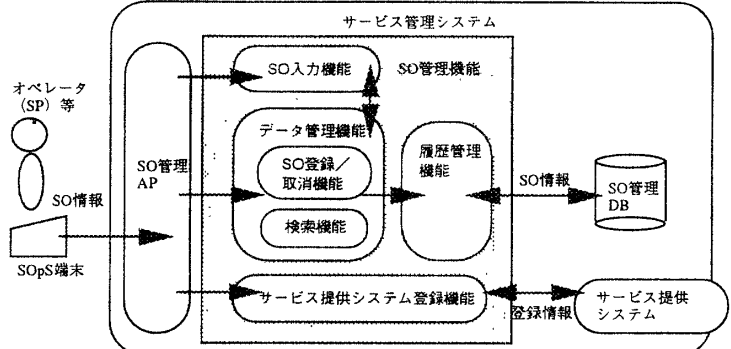 サービス管理システム
オペレータ
（SP）等
SO情報
SOpS端末
SO管理
AP
SO入力機能
SO管理機能
データ管理機能
SO登録／
取消機能
検索機能
履歴管理
機能
SO情報
SO管理
DB
サービス提供システム登録機能
登録情報
サービス提供
システム